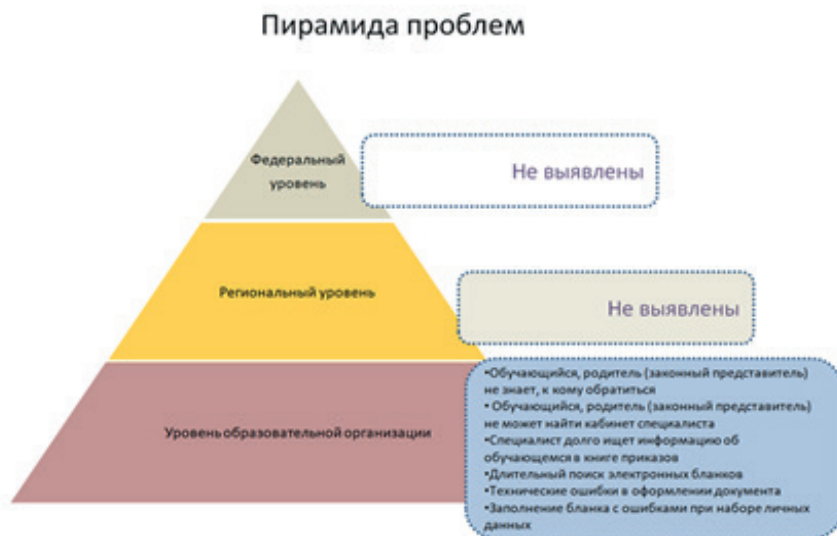 Пирамида проблем
Федеральный
уровень
Не выявлены
Региональный уровень
Не выявлены
Уровень образовательной организации
•Обучающийся, родитель (законный представитель)
не знает, к кому обратиться
• Обучающийся, родитель (законный представитель)
не может найти кабинет специалиста
•Специалист долго ищет информацию об
обучающемся в книге приказов
•Длительный поиск электронных бланков
•Технические ошибки в оформлении документа
•Заполнение бланка с ошибками при наборе личных
данных